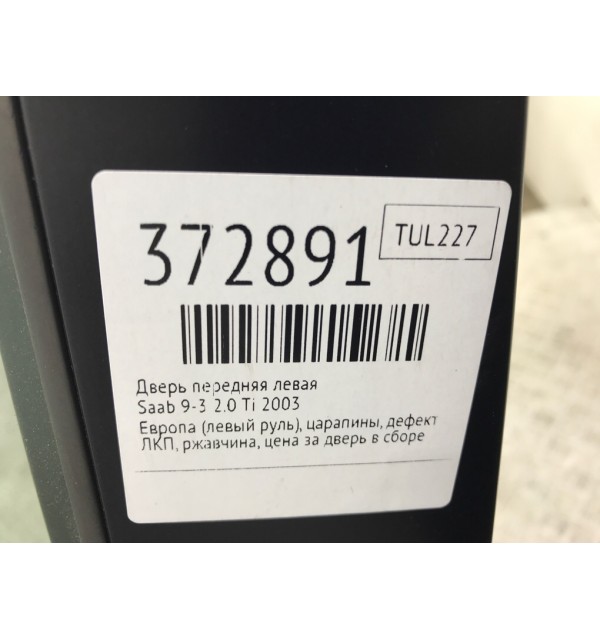 372891
TUL227
Дверь передняя левая
Saab 9-3 2.0 Ti 2003
Европа (левый руль), царапины, дефект
ЛКП, ржавчина, цена за дверь в сборе